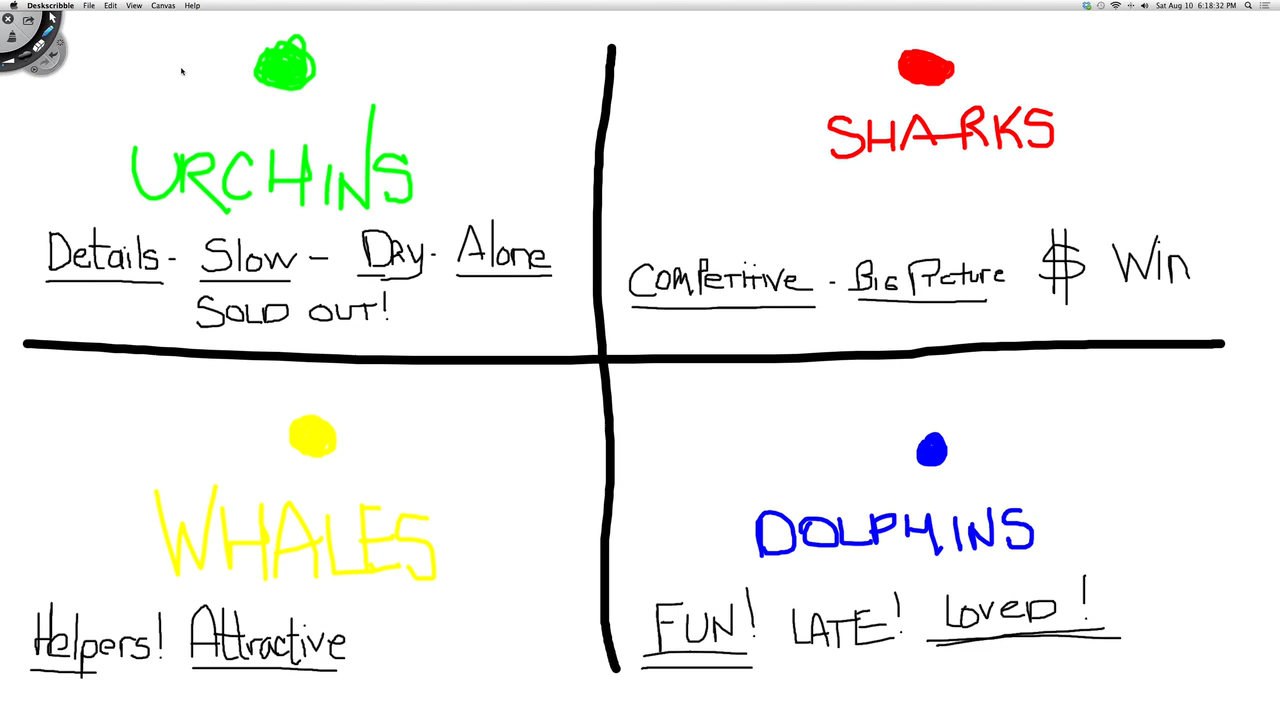 Deskscribble File Edit View Canvas Help Sat Aug 10 6:18:32 PM
URCHINS
Details - Slow - Dry - Alone
SOLD OUT!
SHARKS
Competitive - Big Picture $ Win
WHALES
Helpers! Attractive
DOLPHINS
FUN! LATE! LOVED!